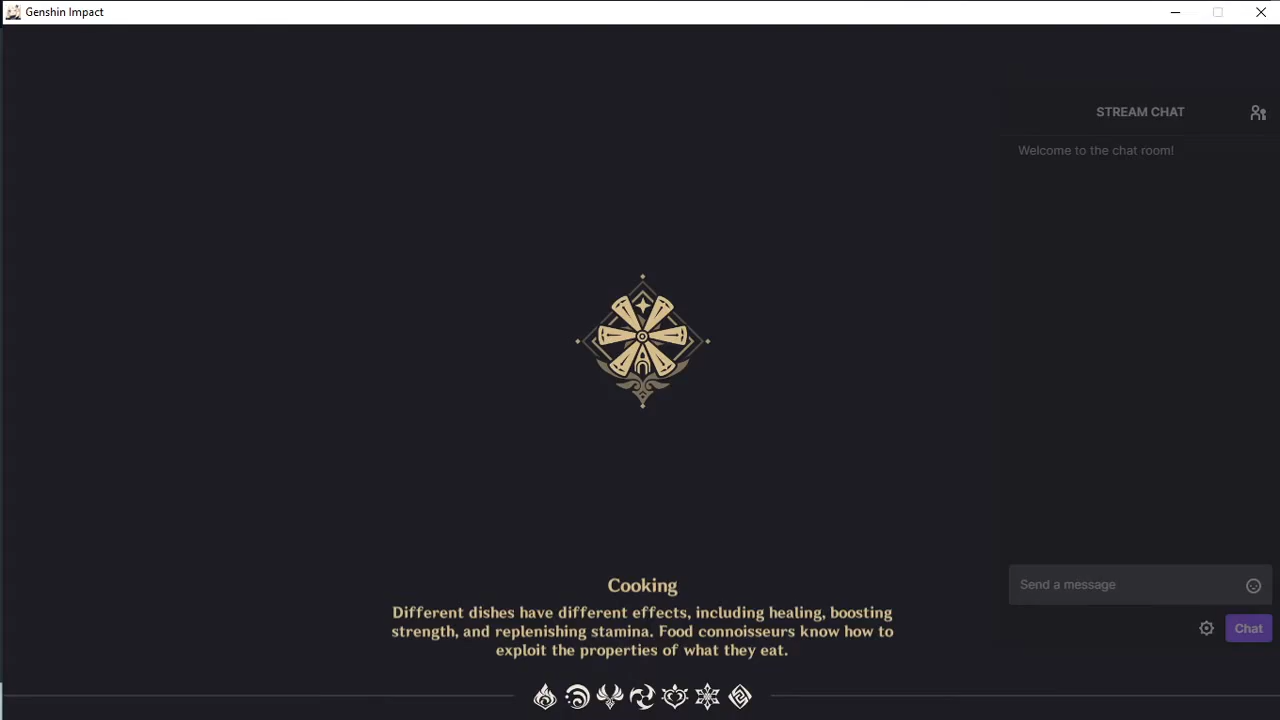 Genshin Impact
STREAM CHAT
Welcome to the chat room!
Send a message
Chat
Cooking
Different dishes have different effects, including healing, boosting
strength, and replenishing stamina. Food connoisseurs know how to
exploit the properties of what they eat.